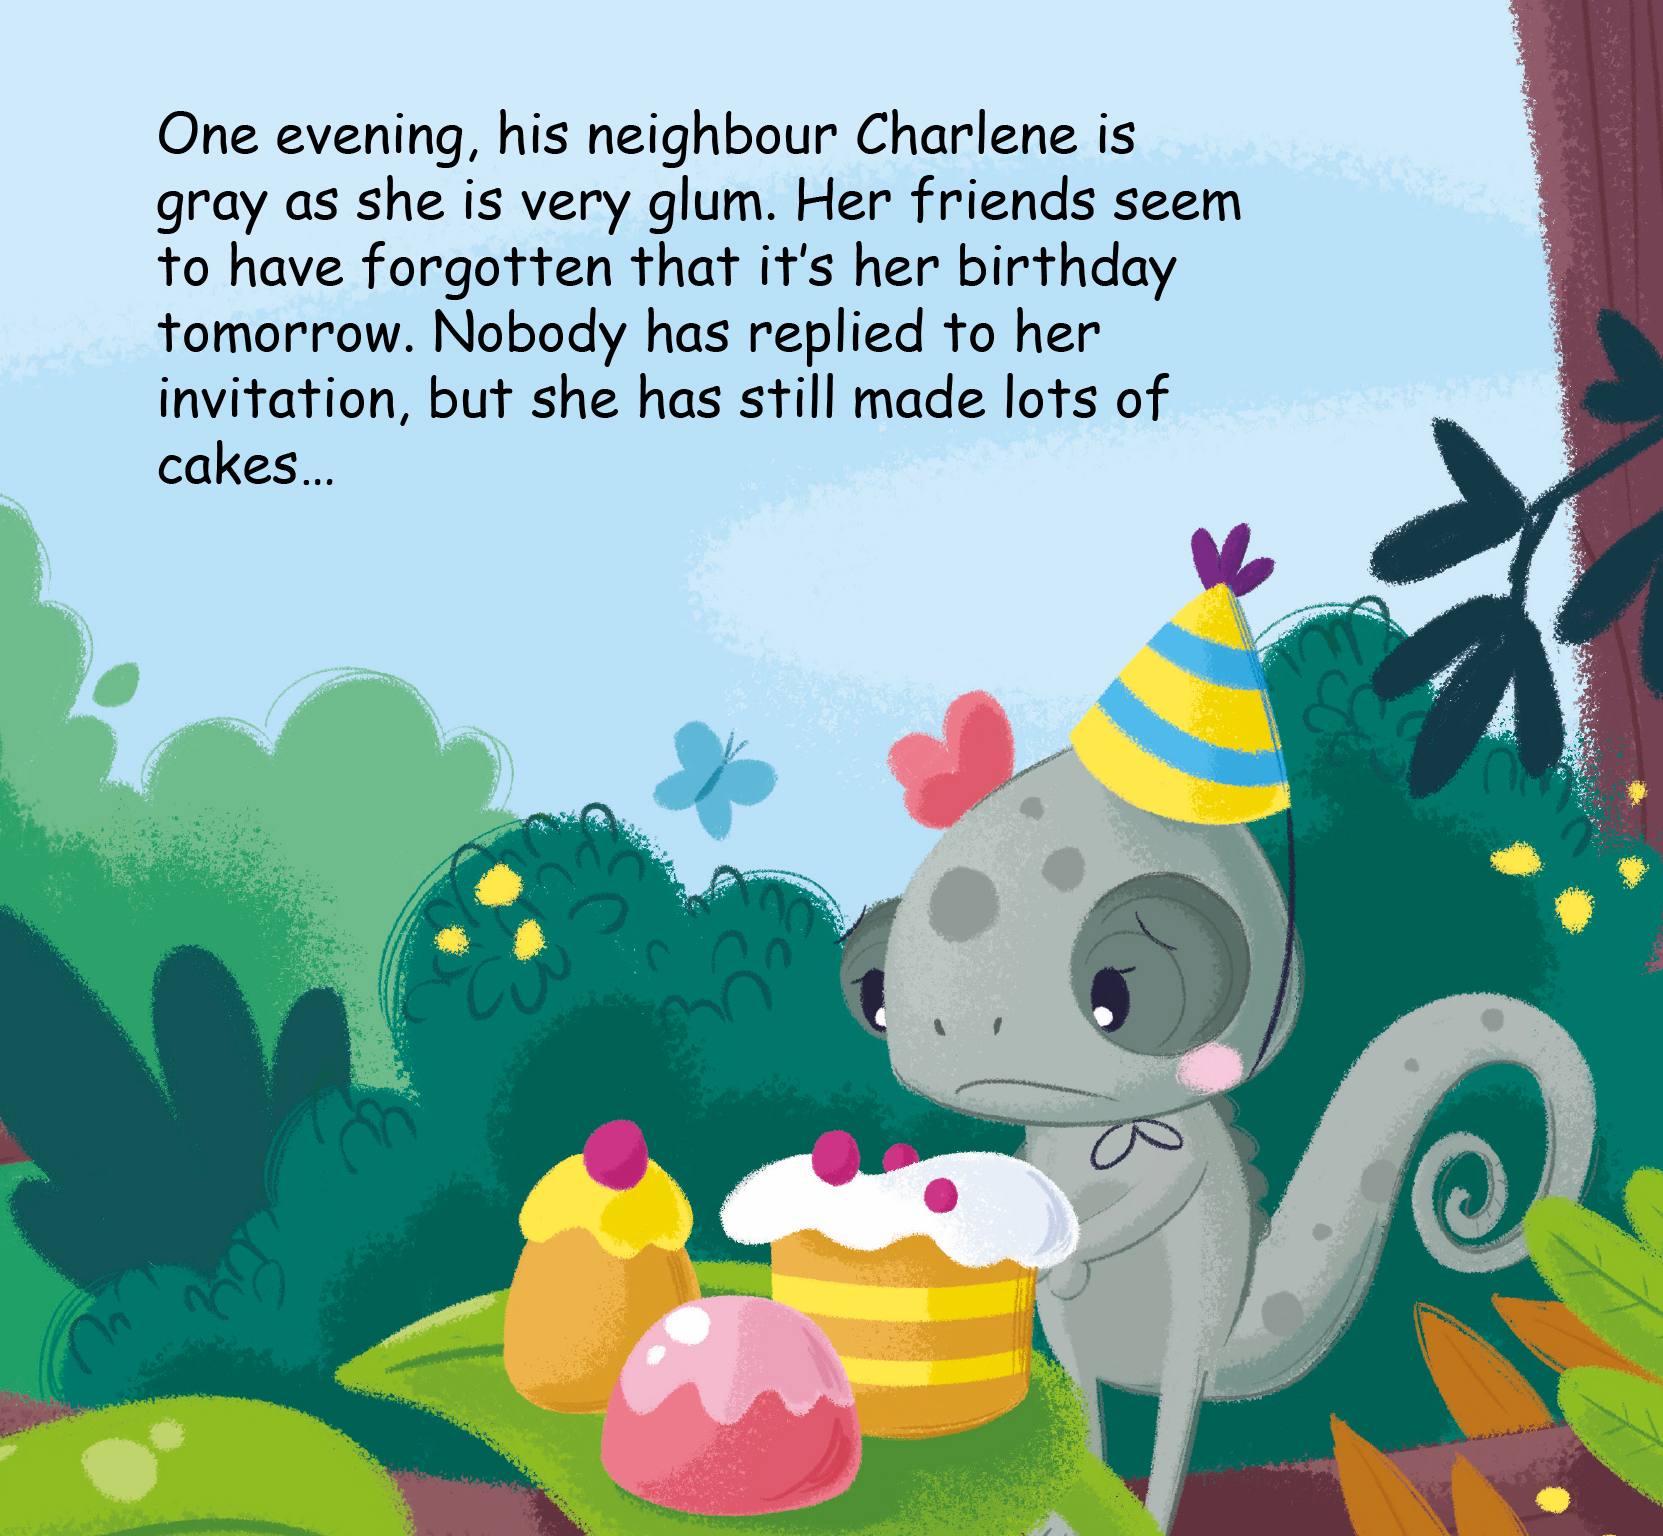 One evening, his neighbour Charlene is
gray as she is very glum. Her friends seem
to have forgotten that it’s her birthday
tomorrow. Nobody has replied to her
invitation, but she has still made lots of
cakes…